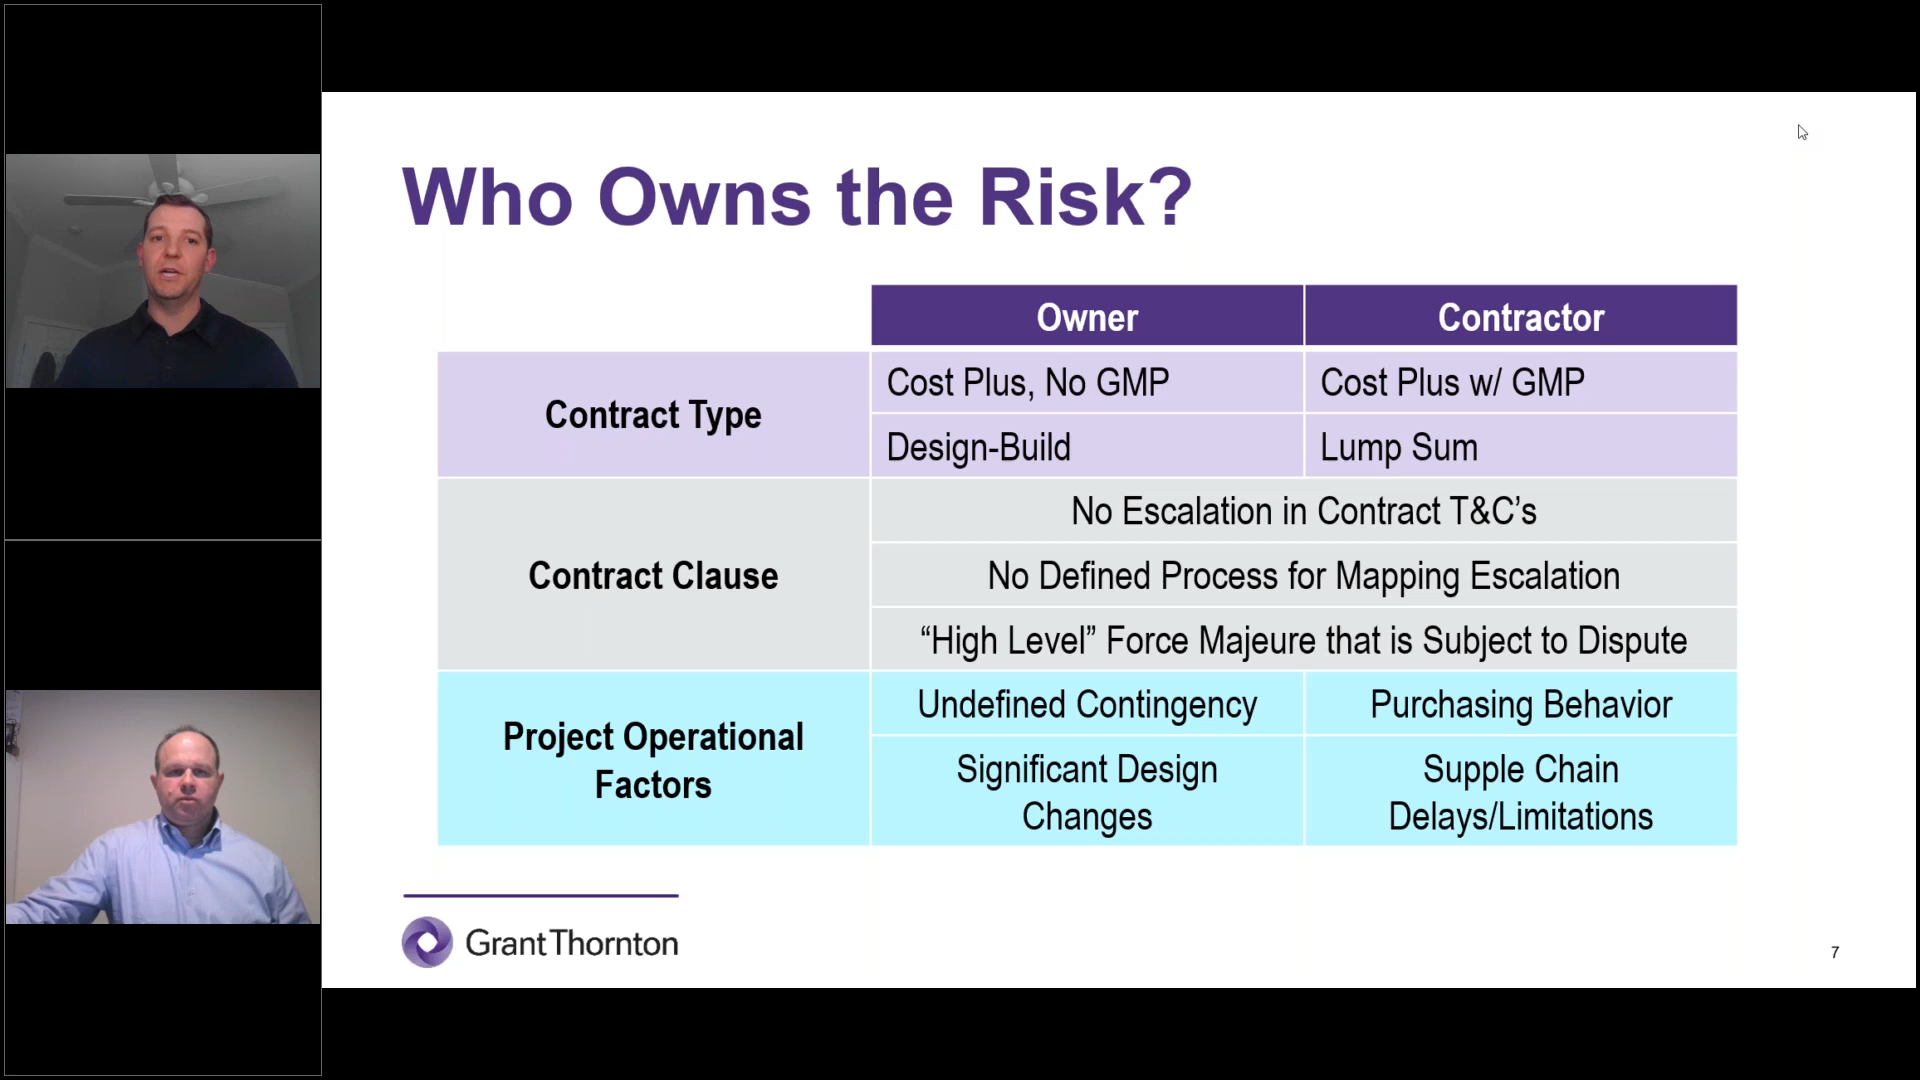 Who Owns the Risk?
Owner Contractor
Contract Type
Cost Plus, No GMP Cost Plus w/ GMP
Design-Build Lump Sum
Contract Clause
No Escalation in Contract T&C’s
No Defined Process for Mapping Escalation
“High Level” Force Majeure that is Subject to Dispute
Project Operational
Factors
Undefined Contingency Purchasing Behavior
Significant Design
Changes
Supple Chain
Delays/Limitations
GrantThornton
7